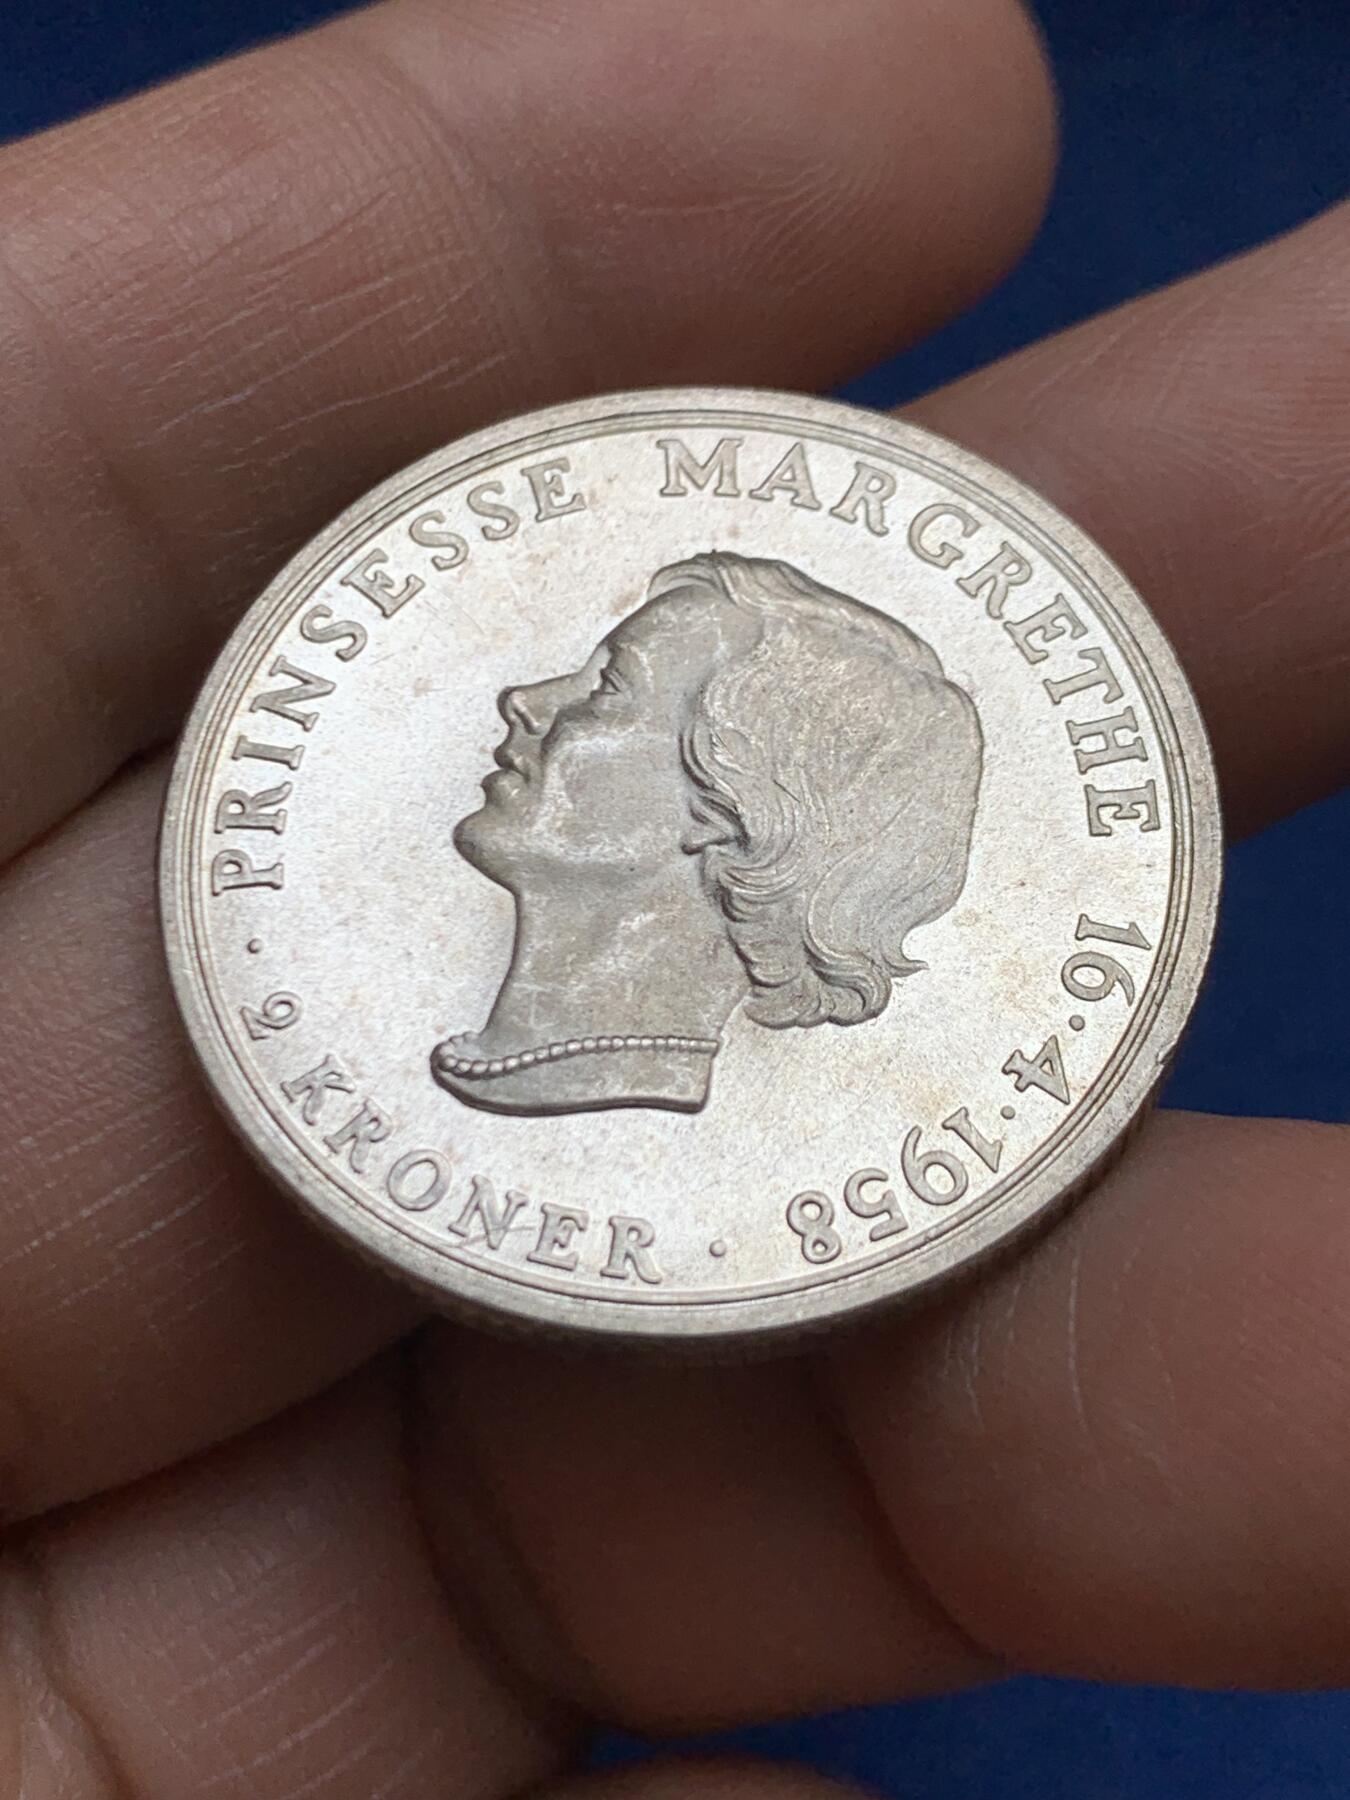 · PRINSESSE MARGRETHE 16·4·1958 ·
2 KRONER